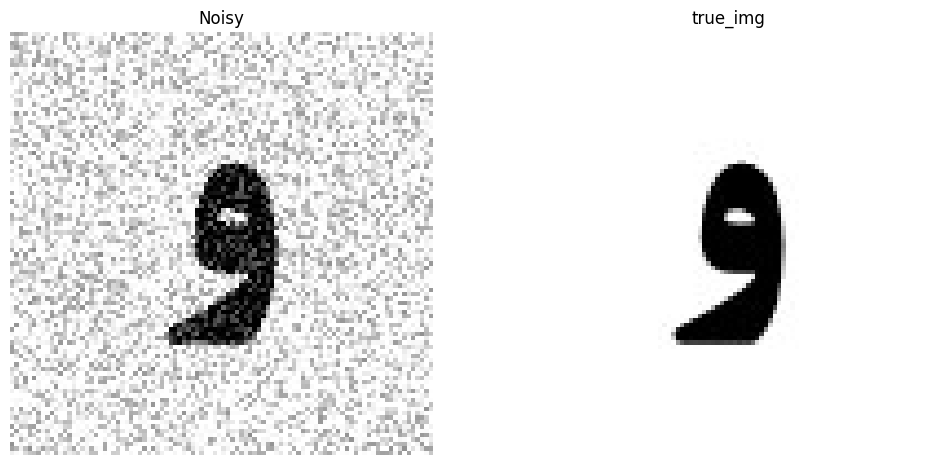 Noisy true_img
و و